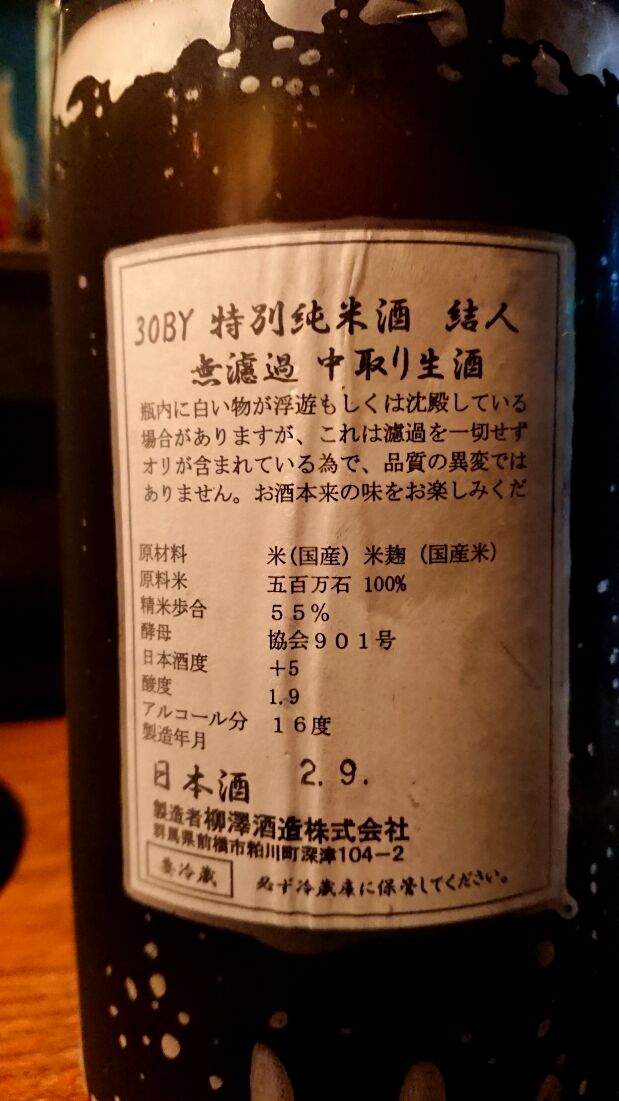 30BY 特別純米酒 結人
無濾過 中取り生酒
瓶内に白い物が浮遊もしくは沈殿している
場合がありますが、これは濾過を一切せず
オリが含まれている為で、品質の異変では
ありません。お酒本来の味をお楽しみくだ
原材料 米(国産) 米麹 (国産米)
原料米 五百万石 100%
精米歩合 55%
酵母 協会901号
日本酒度 +5
酸度 1.9
アルコール分 16度
製造年月 2.9.
日本酒
製造者 柳澤酒造株式会社
群馬県前橋市粕川町深津104-2
要冷蔵 必ず冷蔵庫に保管してください。